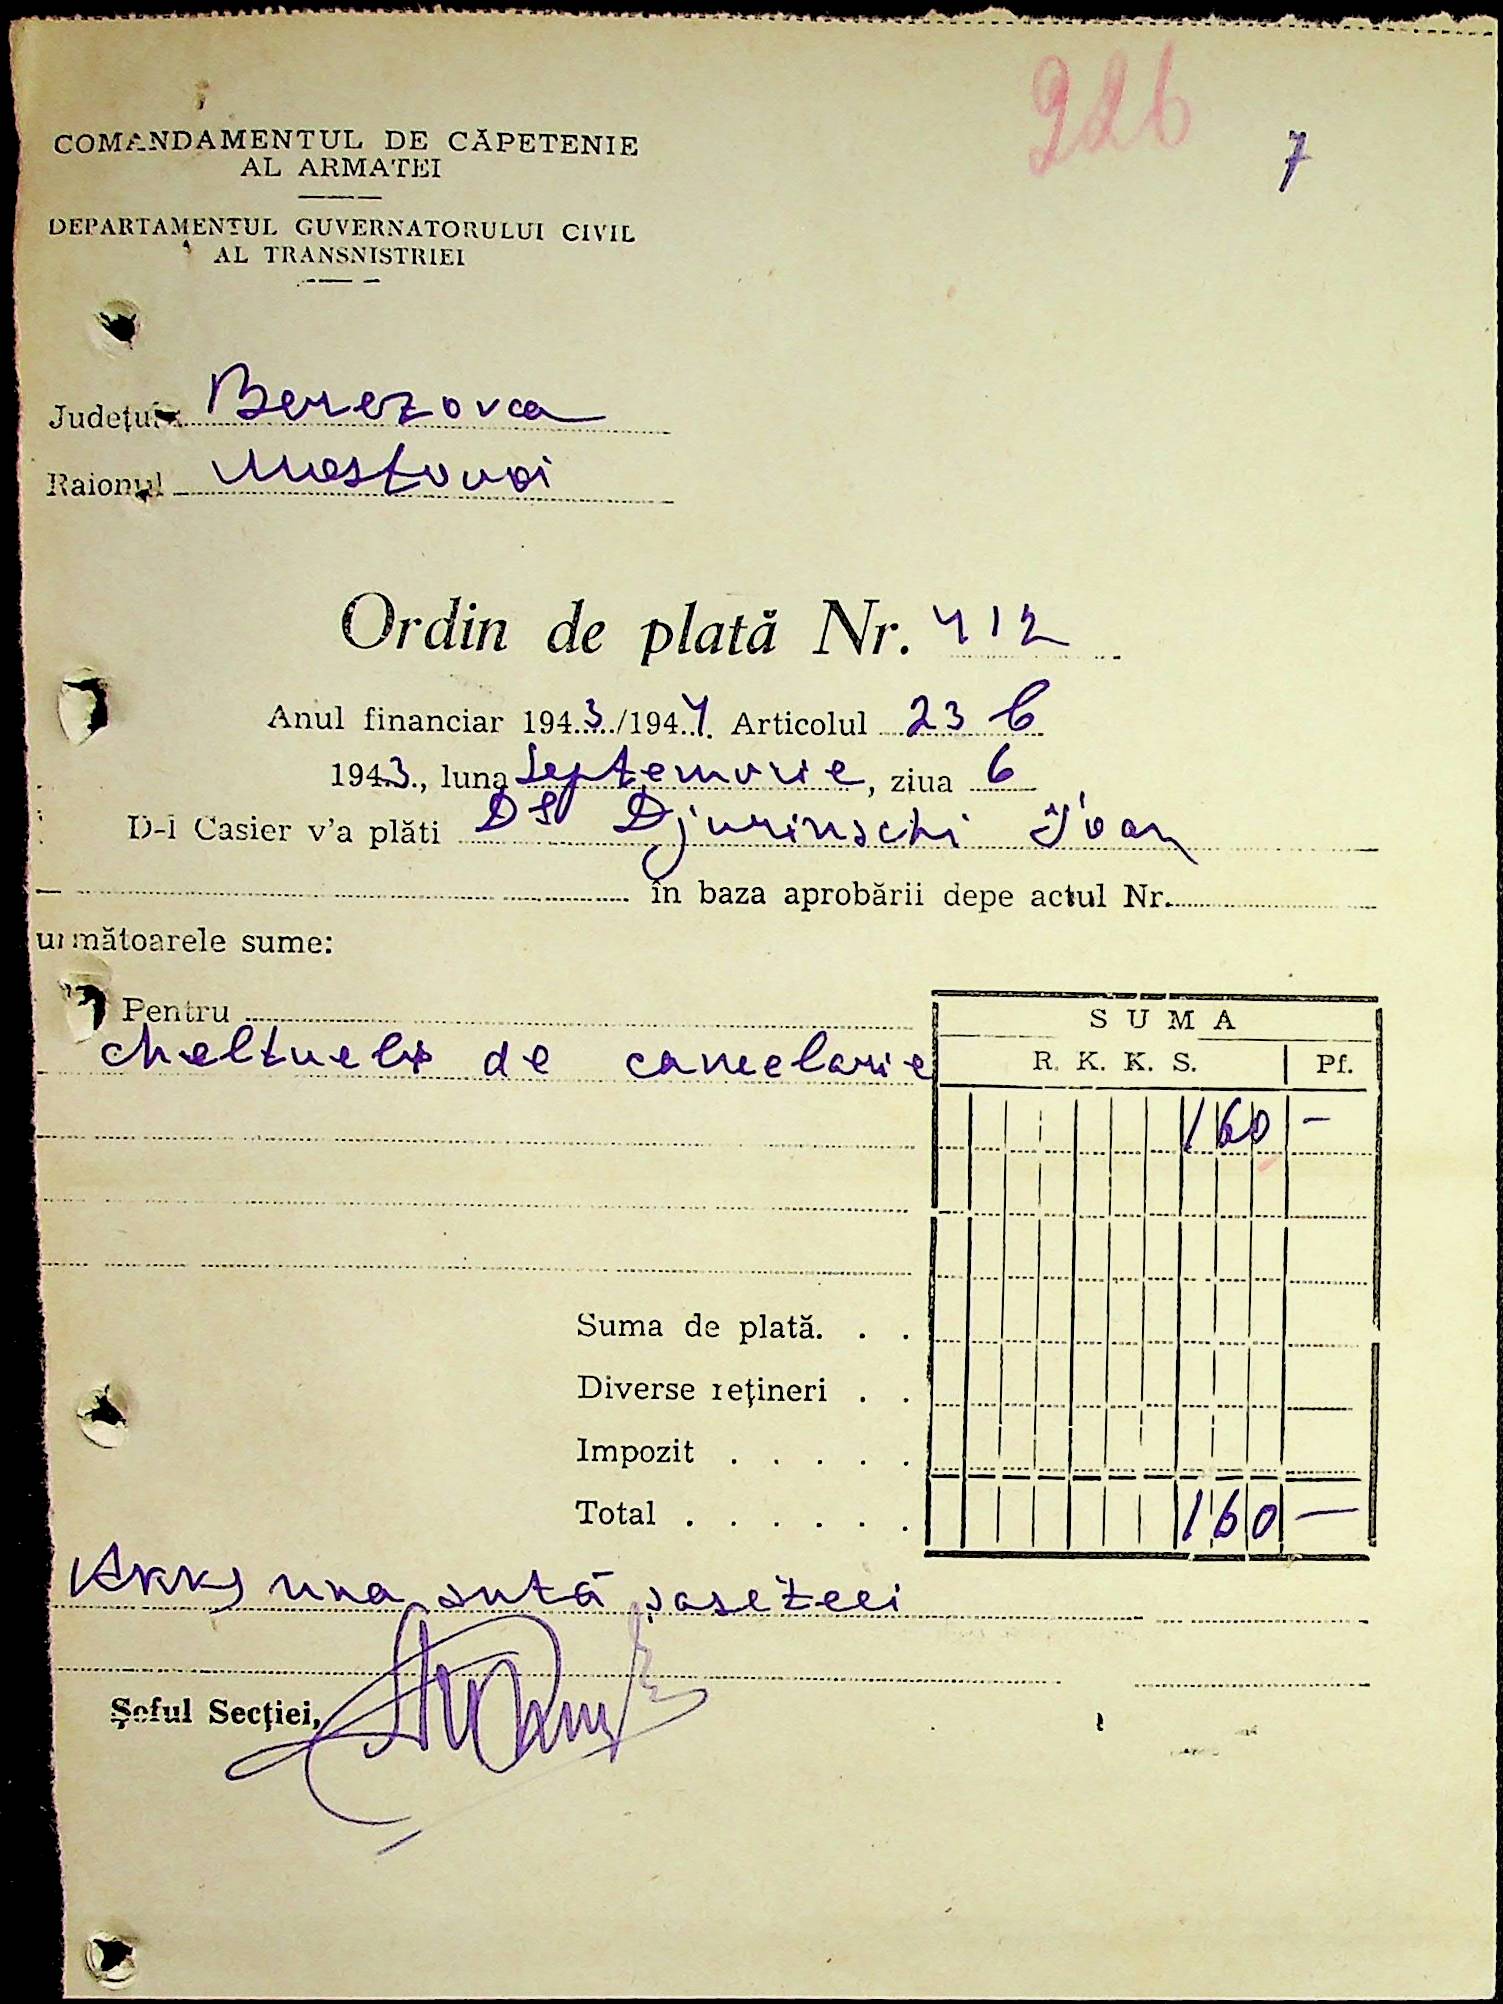 226
7
COMANDAMENTUL DE CĂPETENIE
AL ARMATEI
DEPARTAMENTUL GUVERNATORULUI CIVIL
AL TRANSNISTRIEI
Județul Berezovca
Raionul Mostovoi
Ordin de plată Nr. 412
Anul financiar 1943/1944 Articolul 23 b
1943, luna Septemvrie, ziua 6
D-l Casier v'a plăti Dl Djurinschi Ioan
în baza aprobării depe actul Nr.
următoarele sume:
Pentru
cheltueli de cancelarie
SUMA
R. K. K. S. Pf.
160 —
Suma de plată. . .
Diverse rețineri . .
Impozit . . . . .
Total . . . . . . 160 —
RKKS una sută șasezeci
Șeful Secției,